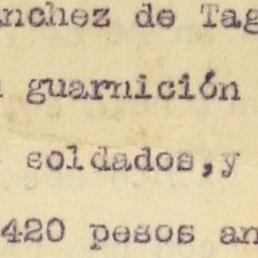 nchez de Tag
guarnición
soldados,y
420 pesos an